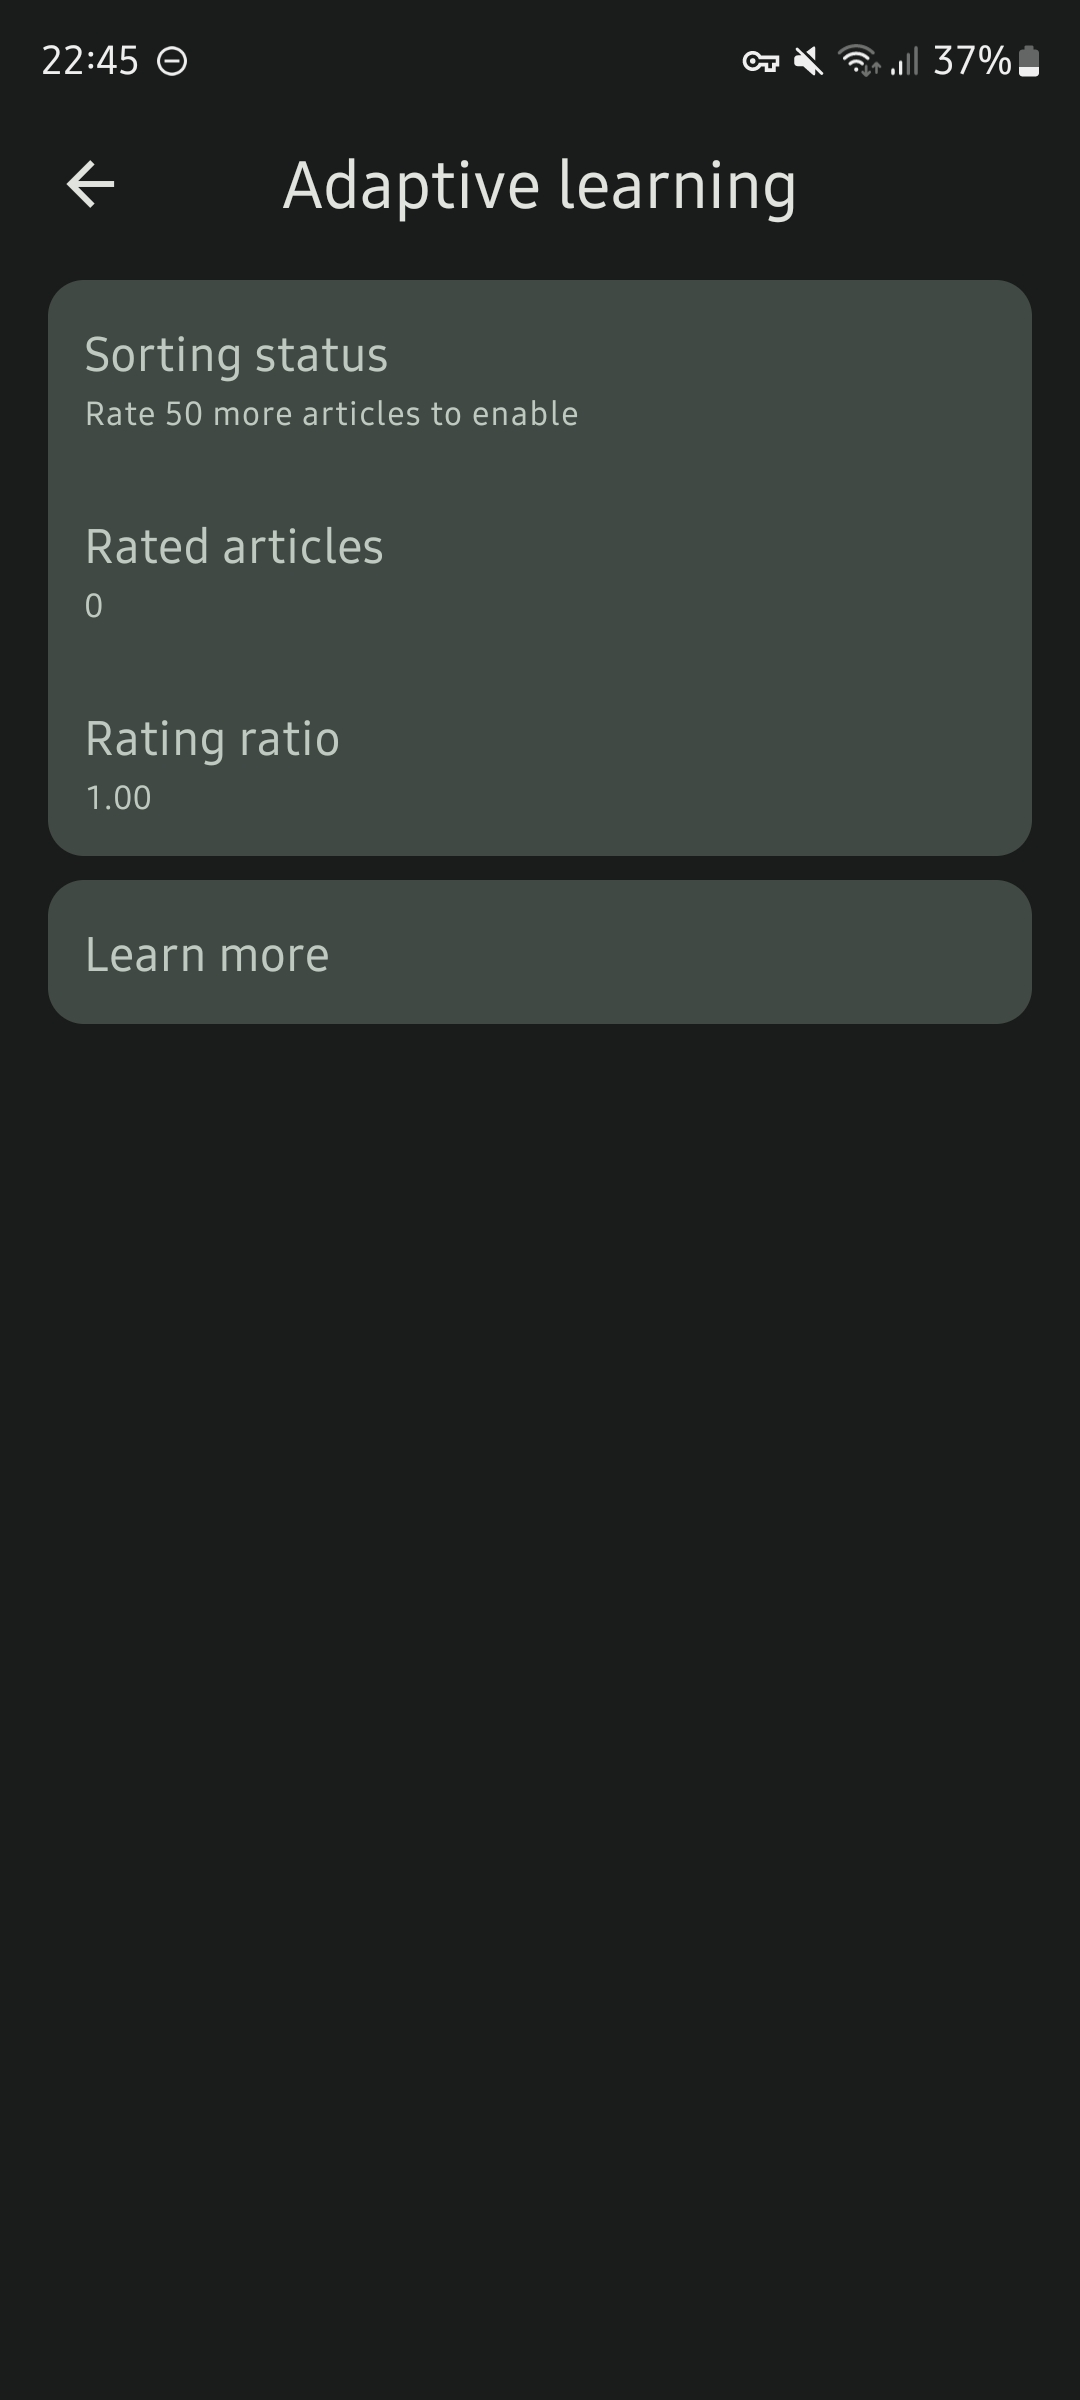 22:45
37%
Adaptive learning
Sorting status
Rate 50 more articles to enable
Rated articles
0
Rating ratio
1.00
Learn more